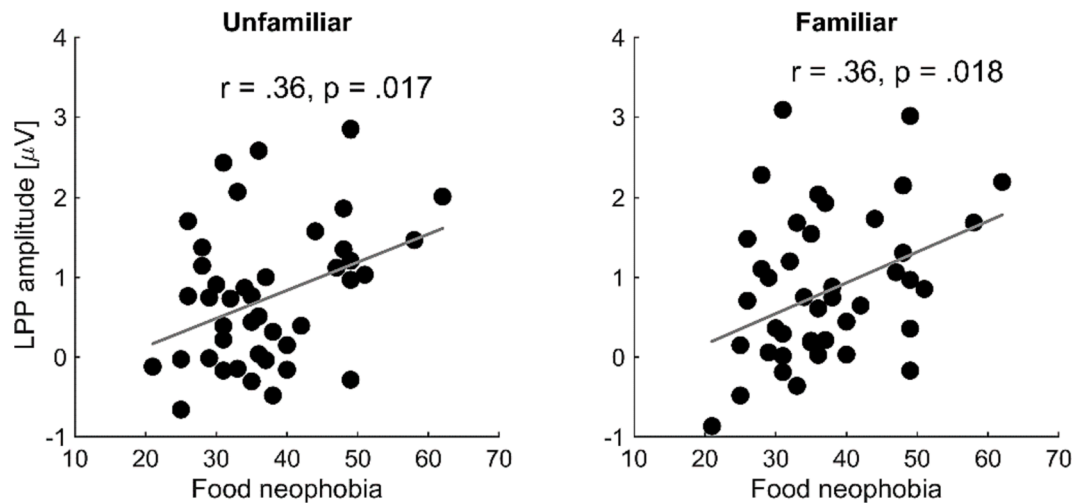 Unfamiliar
r = .36, p = .017
LPP amplitude [μV]
4
3
2
1
0
-1
10 20 30 40 50 60 70
Food neophobia
Familiar
r = .36, p = .018
4
3
2
1
0
-1
10 20 30 40 50 60 70
Food neophobia